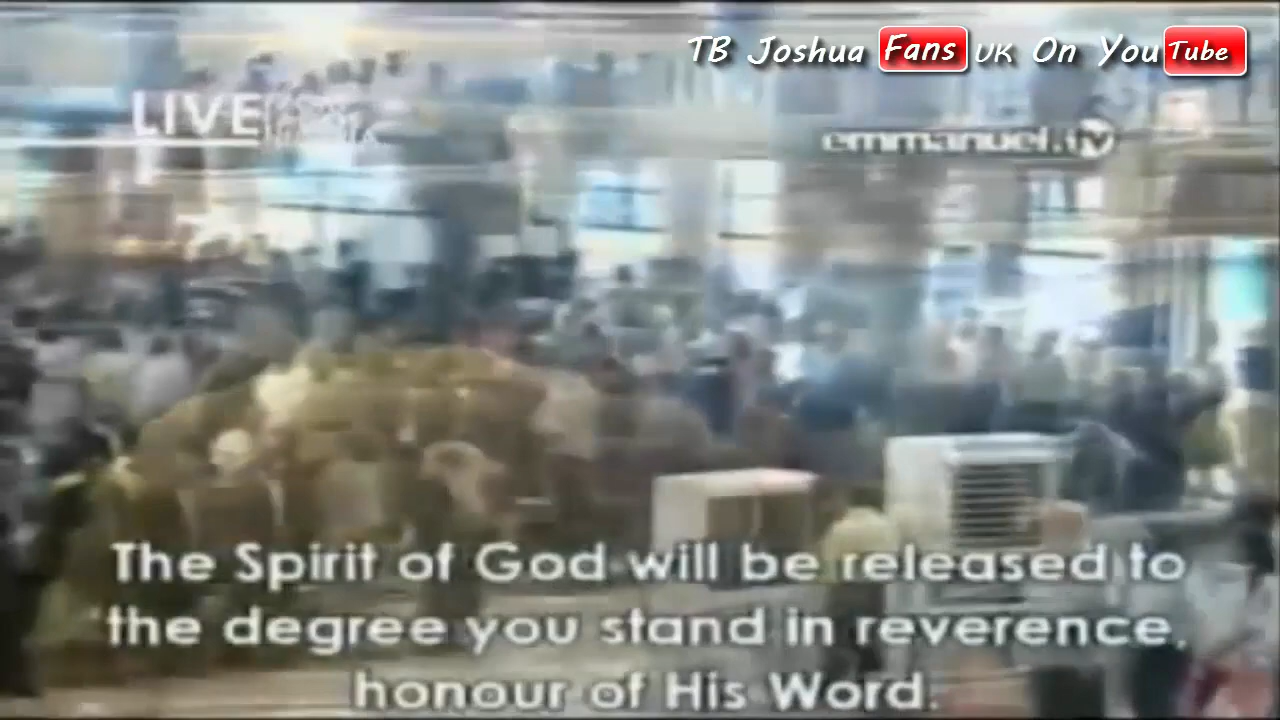 TB Joshua Fans UK On YouTube
LIVE
emmanuel.tv
The Spirit of God will be released to
the degree you stand in reverence,
honour of His Word.